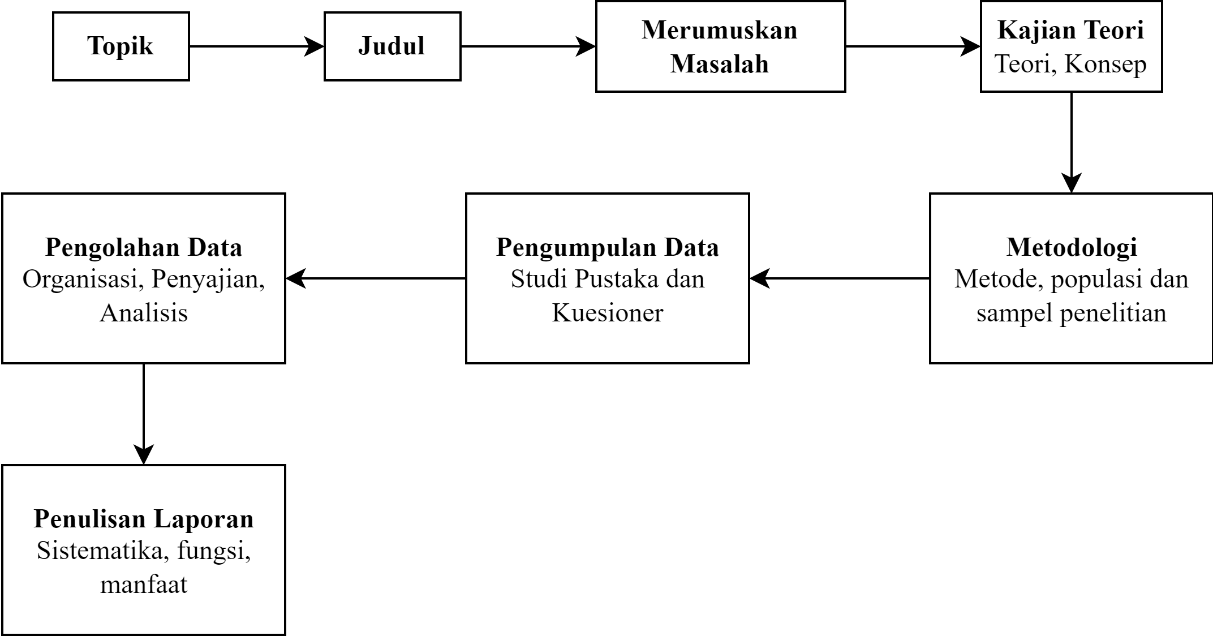 Topik
Judul
Merumuskan
Masalah
Kajian Teori
Teori, Konsep
Metodologi
Metode, populasi dan
sampel penelitian
Pengumpulan Data
Studi Pustaka dan
Kuesioner
Pengolahan Data
Organisasi, Penyajian,
Analisis
Penulisan Laporan
Sistematika, fungsi,
manfaat